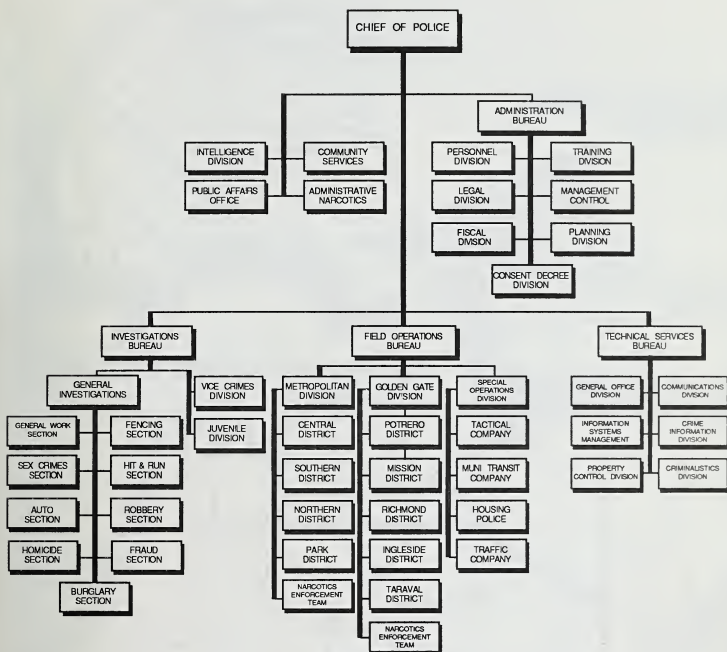 CHIEF OF POLICE
ADMINISTRATION
BUREAU
INTELLIGENCE
DIVISION
COMMUNITY
SERVICES
PUBLIC AFFAIRS
OFFICE
ADMINISTRATIVE
NARCOTICS
PERSONNEL
DIVISION
TRAINING
DIVISION
LEGAL
DIVISION
MANAGEMENT
CONTROL
FISCAL
DIVISION
PLANNING
DIVISION
CONSENT DECREE
DIVISION
INVESTIGATIONS
BUREAU
FIELD OPERATIONS
BUREAU
TECHNICAL SERVICES
BUREAU
GENERAL
INVESTIGATIONS
VICE CRIMES
DIVISION
JUVENILE
DIVISION
GENERAL WORK
SECTION
FENCING
SECTION
SEX CRIMES
SECTION
HIT & RUN
SECTION
AUTO
SECTION
ROBBERY
SECTION
HOMICIDE
SECTION
FRAUD
SECTION
BURGLARY
SECTION
METROPOLITAN
DIVISION
CENTRAL
DISTRICT
SOUTHERN
DISTRICT
NORTHERN
DISTRICT
PARK
DISTRICT
NARCOTICS
ENFORCEMENT
TEAM
GOLDEN GATE
DIVISION
POTRERO
DISTRICT
MISSION
DISTRICT
RICHMOND
DISTRICT
INGLESIDE
DISTRICT
TARAVAL
DISTRICT
NARCOTICS
ENFORCEMENT
TEAM
SPECIAL
OPERATIONS
DIVISION
TACTICAL
COMPANY
MUNI TRANSIT
COMPANY
HOUSING
POLICE
TRAFFIC
COMPANY
GENERAL OFFICE
DIVISION
COMMUNICATIONS
DIVISION
INFORMATION
SYSTEMS
MANAGEMENT
CRIME
INFORMATION
DIVISION
PROPERTY
CONTROL DIVISION
CRIMINALISTICS
DIVISION